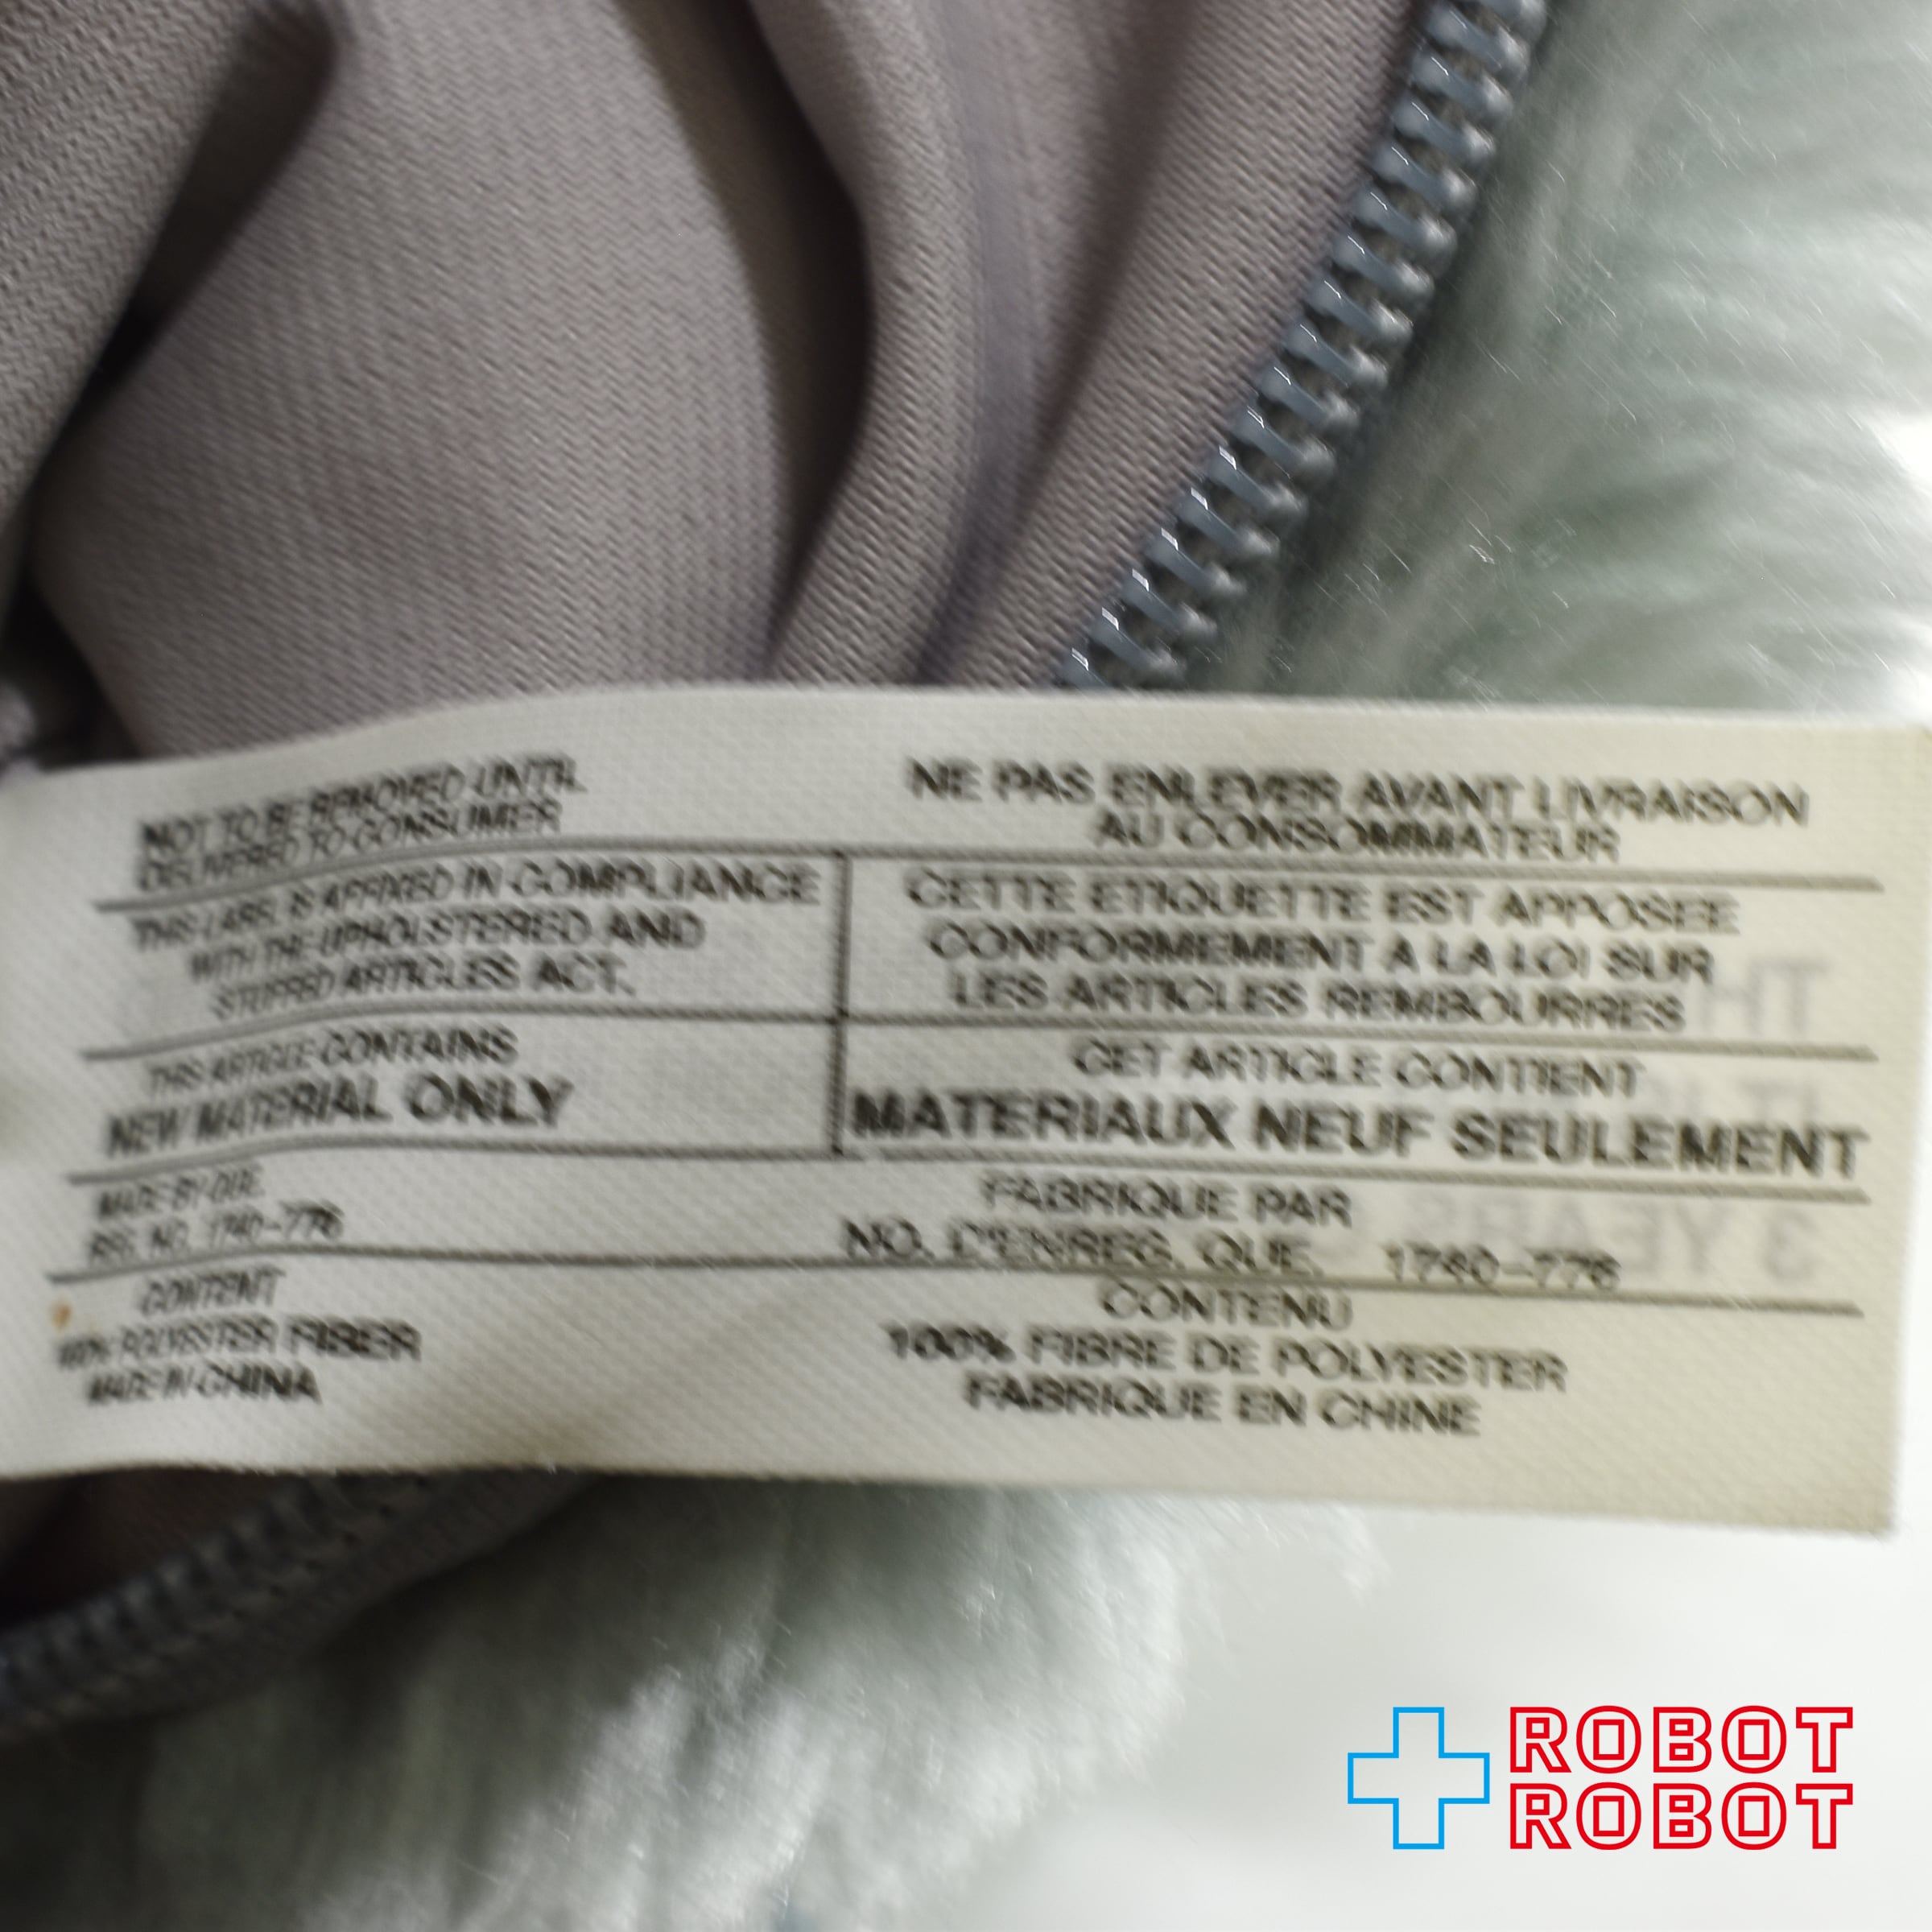 NOT TO BE REMOVED UNTIL
DELIVERED TO CONSUMER
NE PAS ENLEVER AVANT LIVRAISON
AU CONSOMMATEUR
THIS LABEL IS AFFIXED IN COMPLIANCE
WITH THE UPHOLSTERED AND
STUFFED ARTICLES ACT.
CETTE ETIQUETTE EST APPOSEE
CONFORMEMENT A LA LOI SUR
LES ARTICLES REMBOURRES
THIS ARTICLE CONTAINS
NEW MATERIAL ONLY
CET ARTICLE CONTIENT
MATERIAUX NEUF SEULEMENT
MADE BY
REG. NO. 1740-776
FABRIQUE PAR
NO. D'ENREG. QUE. 1740-776
CONTENT
100% POLYESTER FIBER
MADE IN CHINA
CONTENU
100% FIBRE DE POLYESTER
FABRIQUE EN CHINE
3 YEARS
ROBOT
ROBOT